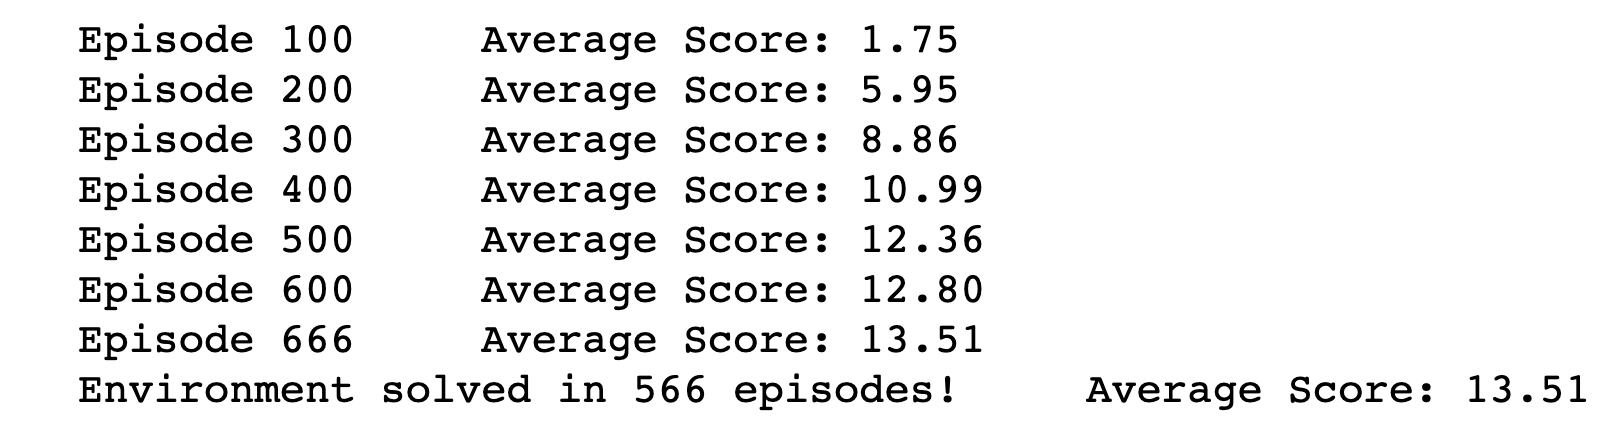 Episode 100     Average Score: 1.75
Episode 200     Average Score: 5.95
Episode 300     Average Score: 8.86
Episode 400     Average Score: 10.99
Episode 500     Average Score: 12.36
Episode 600     Average Score: 12.80
Episode 666     Average Score: 13.51
Environment solved in 566 episodes!     Average Score: 13.51